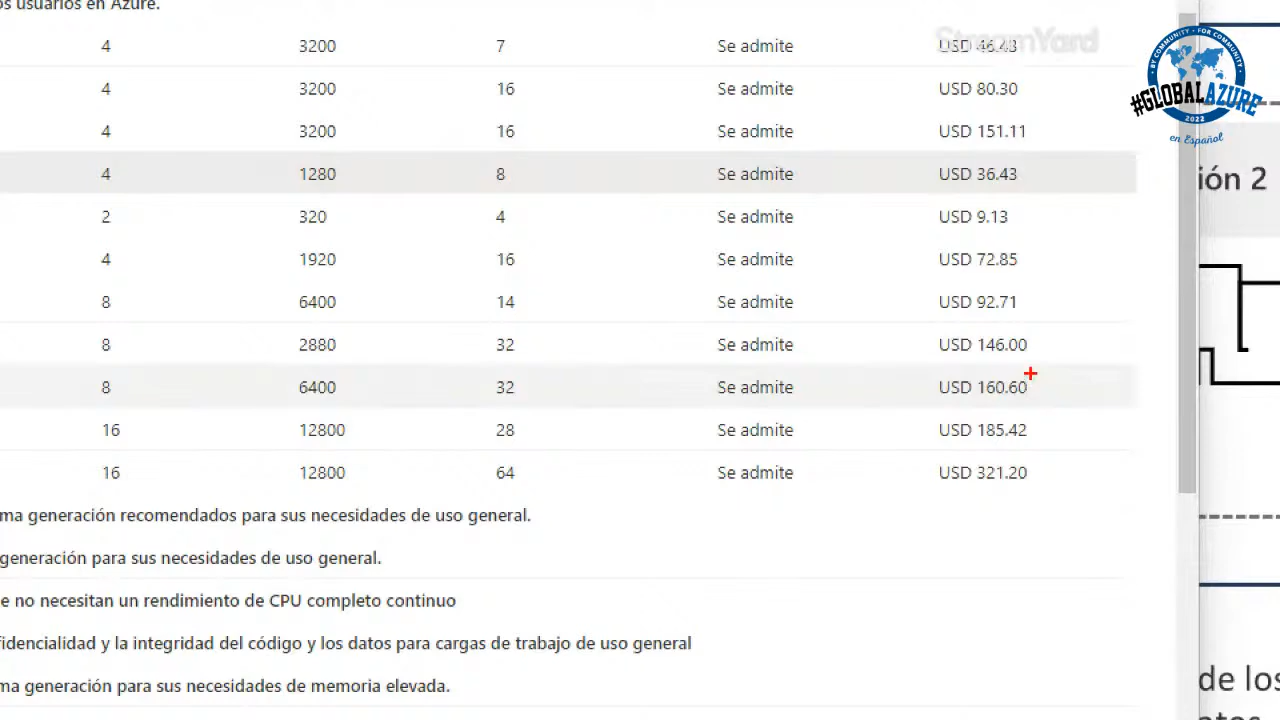 os usuarios en Azure.
4 3200 7 Se admite USD 46.43
StreamYard
4 3200 16 Se admite USD 80.30
4 3200 16 Se admite USD 151.11
4 1280 8 Se admite USD 36.43
2 320 4 Se admite USD 9.13
4 1920 16 Se admite USD 72.85
8 6400 14 Se admite USD 92.71
8 2880 32 Se admite USD 146.00
8 6400 32 Se admite USD 160.60
16 12800 28 Se admite USD 185.42
16 12800 64 Se admite USD 321.20
ma generación recomendados para sus necesidades de uso general.
generación para sus necesidades de uso general.
e no necesitan un rendimiento de CPU completo continuo
fidencialidad y la integridad del código y los datos para cargas de trabajo de uso general
ma generación para sus necesidades de memoria elevada.
BY COMMUNITY · FOR COMMUNITY
#GLOBALAZURE
2022
en Español
ión 2
de los